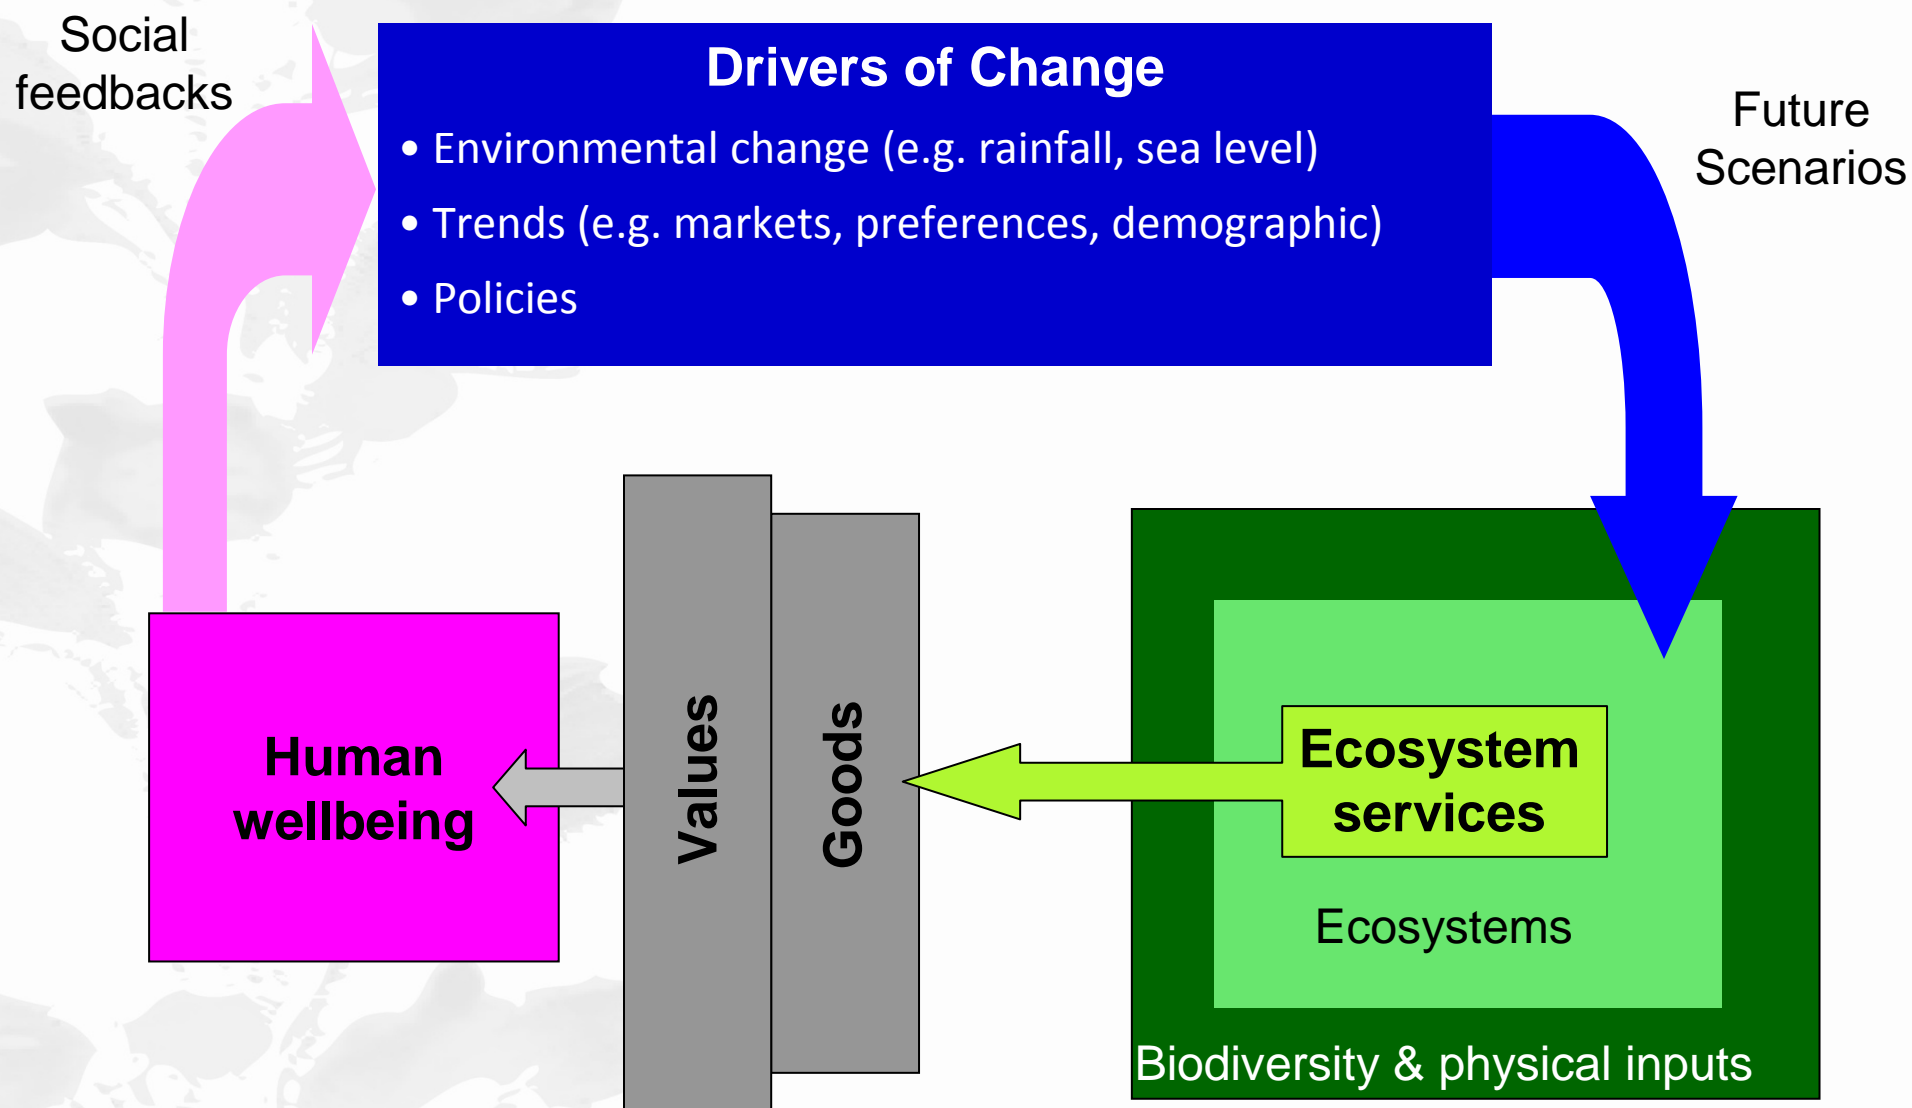 Social
feedbacks
Drivers of Change
• Environmental change (e.g. rainfall, sea level)
• Trends (e.g. markets, preferences, demographic)
• Policies
Future
Scenarios
Human
wellbeing
Values
Goods
Ecosystem
services
Ecosystems
Biodiversity & physical inputs